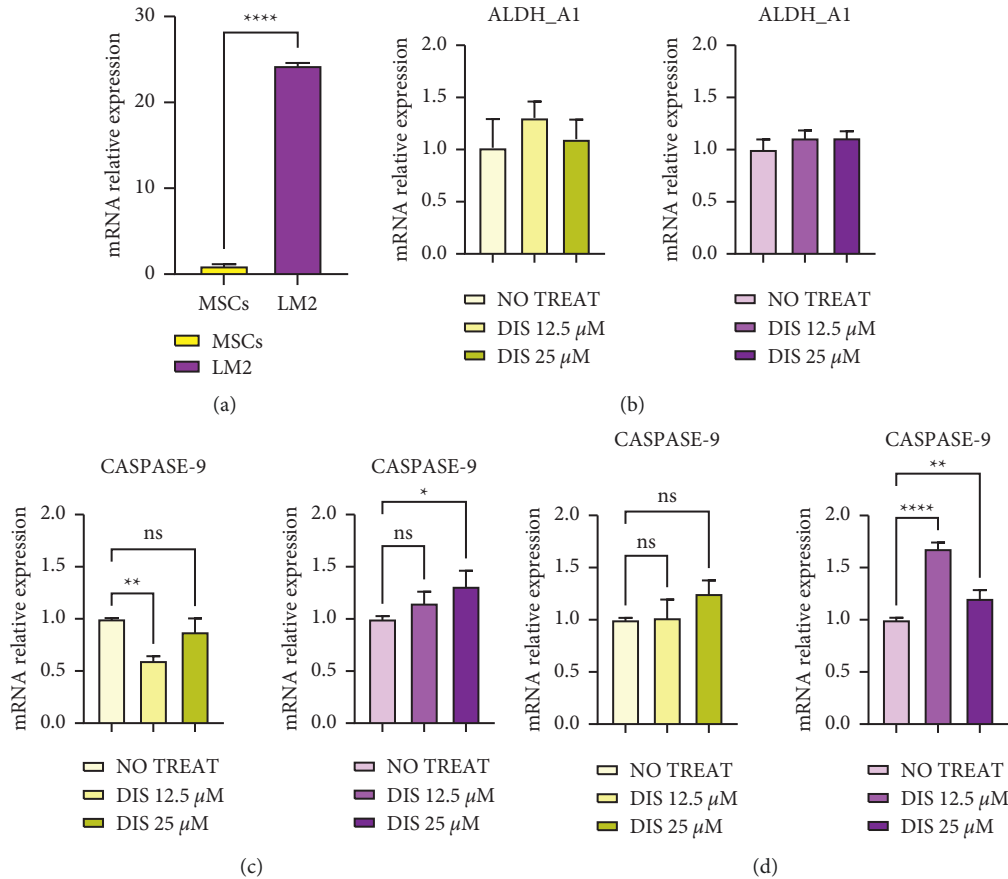 ****
30
20
10
0
mRNA relative expression
MSCs LM2
MSCs
LM2
(a)
ALDH_A1
2.0
1.5
1.0
0.5
0.0
mRNA relative expression
NO TREAT
DIS 12.5 μM
DIS 25 μM
ALDH_A1
2.0
1.5
1.0
0.5
0.0
mRNA relative expression
NO TREAT
DIS 12.5 μM
DIS 25 μM
(b)
CASPASE-9
2.0
1.5
1.0
0.5
0.0
mRNA relative expression
ns
**
NO TREAT
DIS 12.5 μM
DIS 25 μM
CASPASE-9
*
ns
2.0
1.5
1.0
0.5
0.0
mRNA relative expression
NO TREAT
DIS 12.5 μM
DIS 25 μM
(c)
CASPASE-9
ns
ns
2.0
1.5
1.0
0.5
0.0
mRNA relative expression
NO TREAT
DIS 12.5 μM
DIS 25 μM
CASPASE-9
**
****
2.0
1.5
1.0
0.5
0.0
mRNA relative expression
NO TREAT
DIS 12.5 μM
DIS 25 μM
(d)